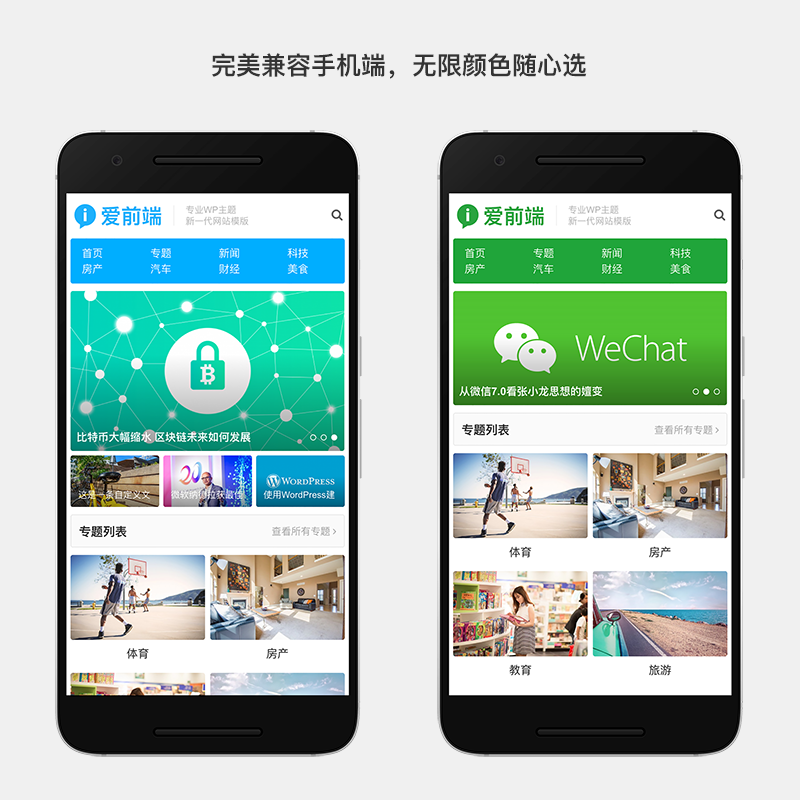 完美兼容手机端，无限颜色随心选
爱前端
专业WP主题
新一代网站模版
首页 专题 新闻 科技
房产 汽车 财经 美食
比特币大幅缩水 区块链未来如何发展
这是一条自定义文
微软纳德拉获最佳
WORDPRESS
使用WordPress建
专题列表
查看所有专题 >
体育
房产
爱前端
专业WP主题
新一代网站模版
首页 专题 新闻 科技
房产 汽车 财经 美食
WeChat
从微信7.0看张小龙思想的嬗变
专题列表
查看所有专题 >
体育
房产
教育
旅游